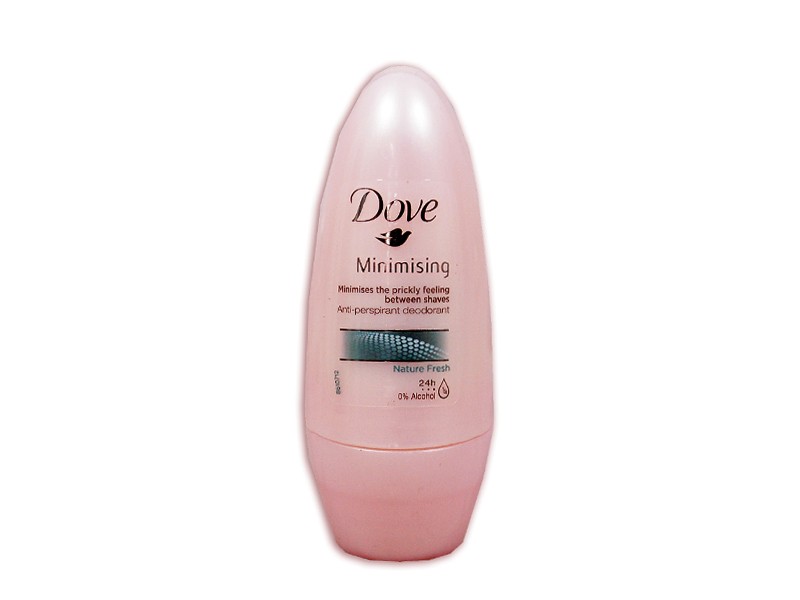 Dove
Minimising
Minimises the prickly feeling
between shaves
Anti-perspirant deodorant
Nature Fresh
24h
0% Alcohol